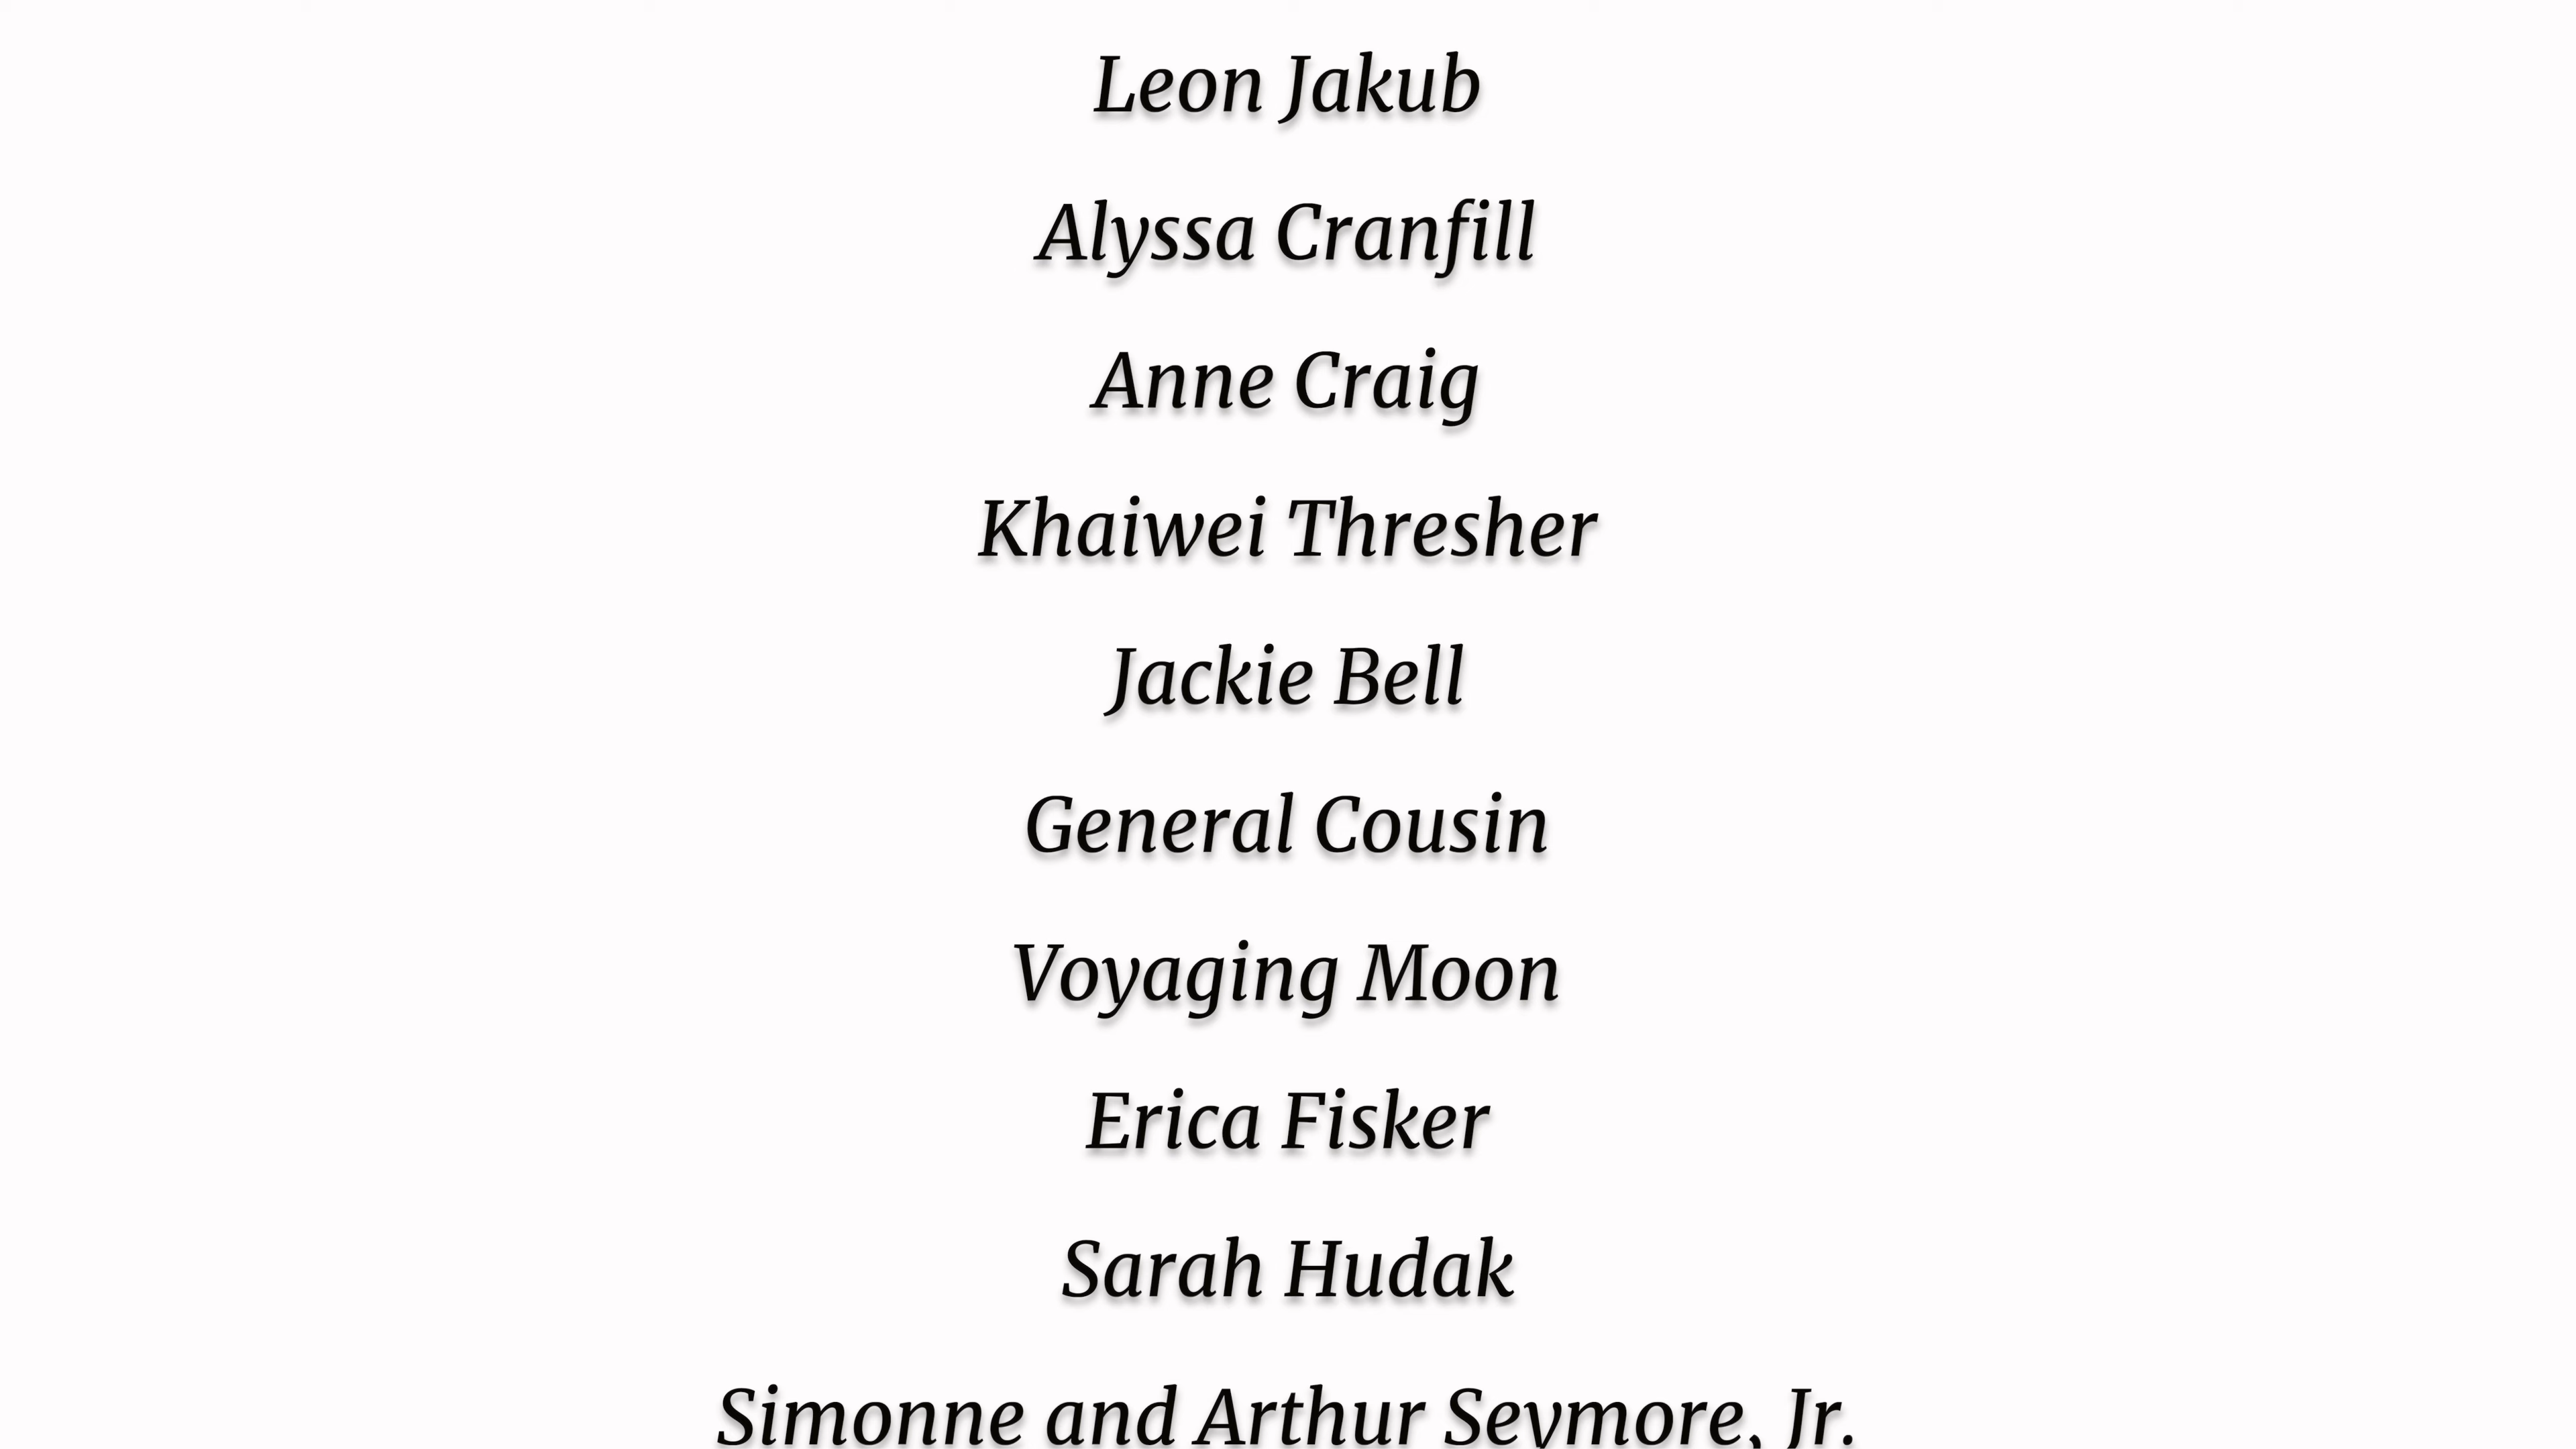 Leon Jakub
Alyssa Cranfill
Anne Craig
Khaiwei Thresher
Jackie Bell
General Cousin
Voyaging Moon
Erica Fisker
Sarah Hudak
Simonne and Arthur Seymore, Jr.